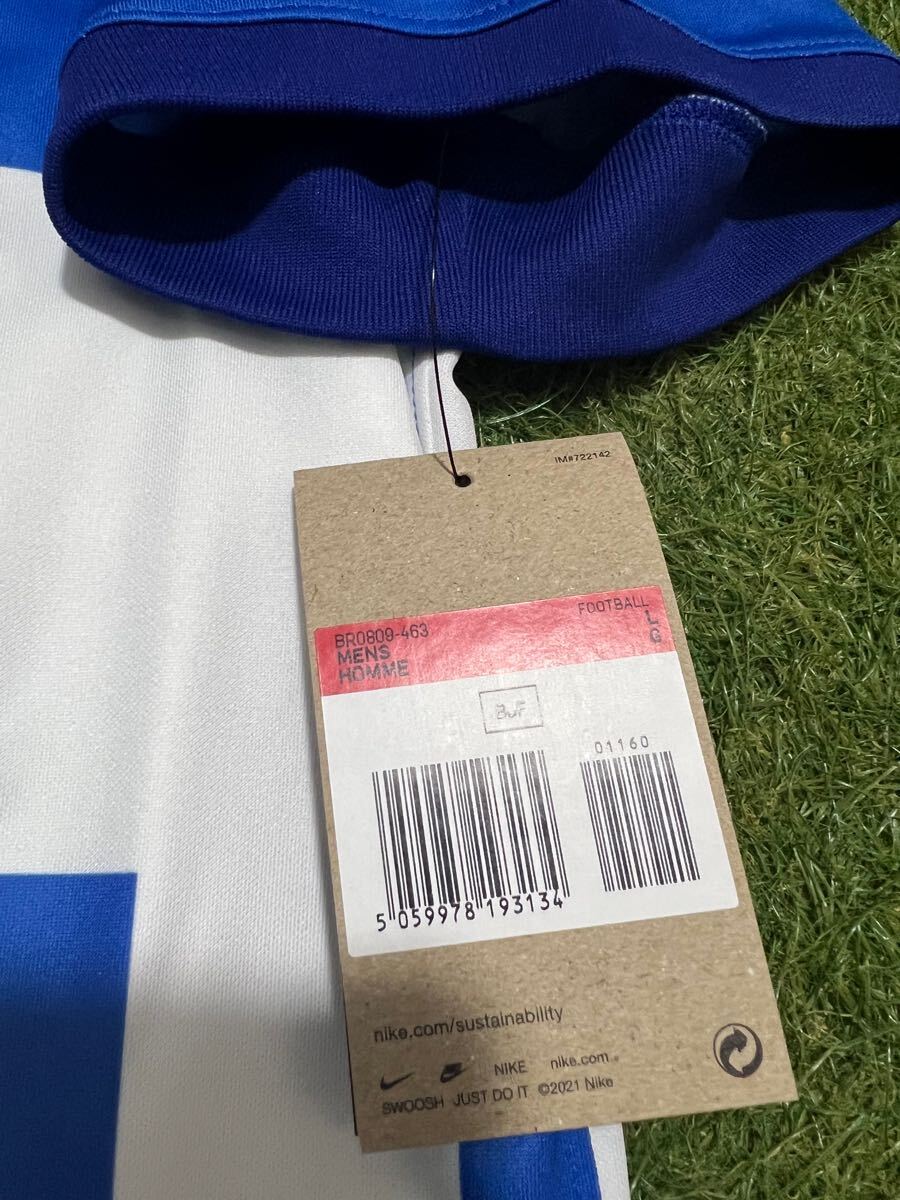 IM#722142
BR0809-463
FOOTBALL
MENS
L
HOMME
G
BJF
01160
5 059978 193134
nike.com/sustainability
NIKE nike.com
SWOOSH JUST DO IT ©2021 Nike